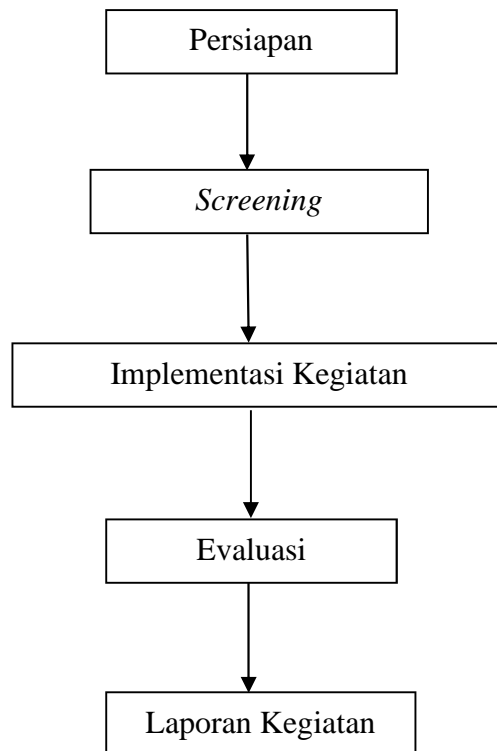 Persiapan
Screening
Implementasi Kegiatan
Evaluasi
Laporan Kegiatan